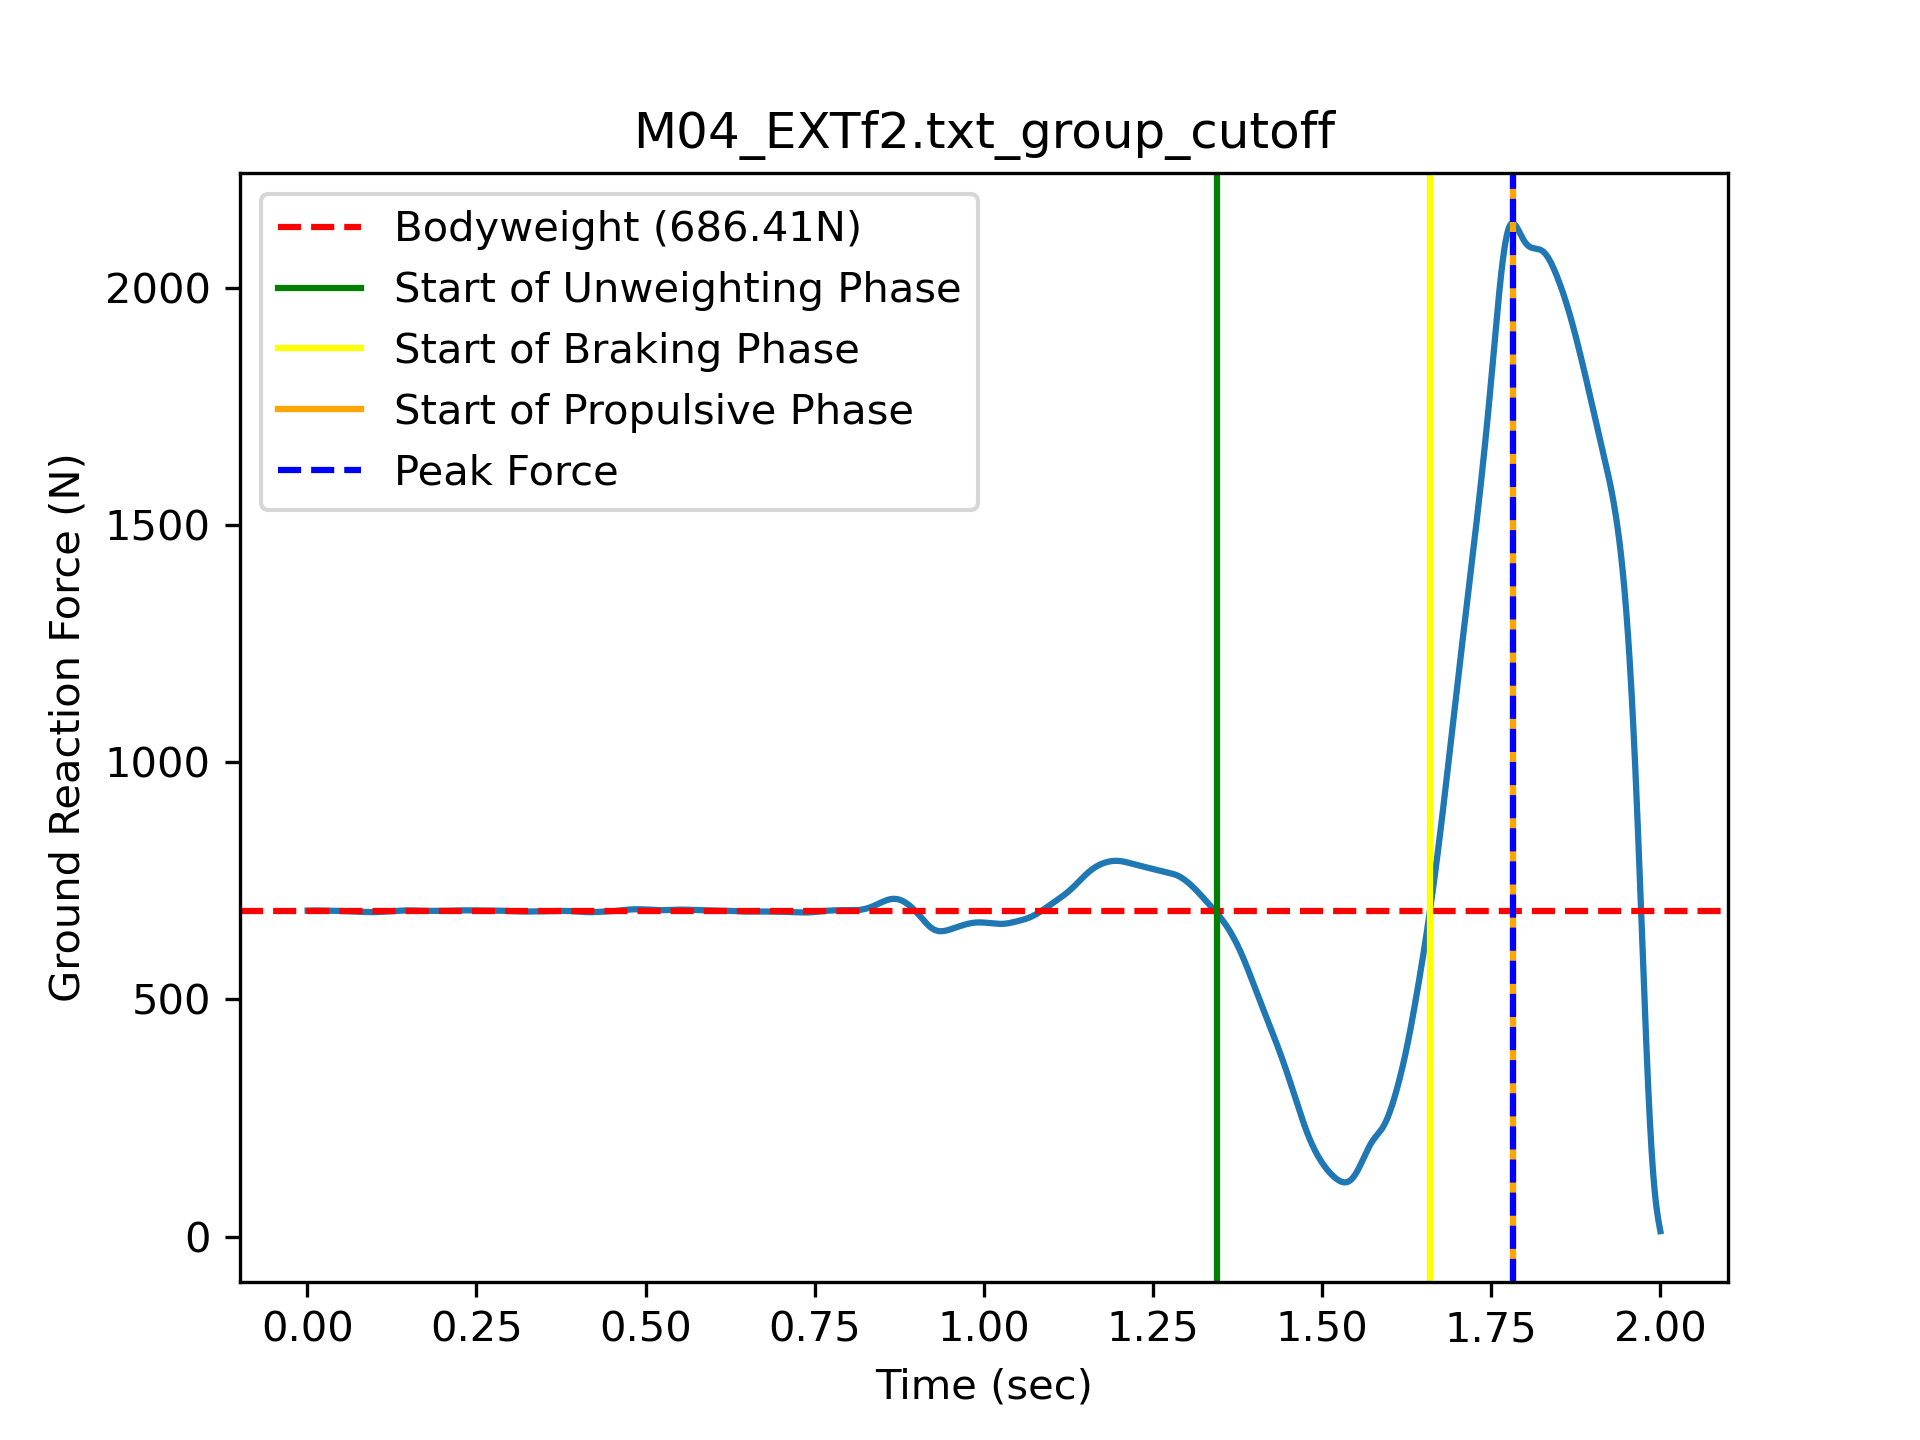 M04_EXTf2.txt_group_cutoff
Bodyweight (686.41N)
Start of Unweighting Phase
Start of Braking Phase
Start of Propulsive Phase
Peak Force
Ground Reaction Force (N)
2000
1500
1000
500
0
0.00 0.25 0.50 0.75 1.00 1.25 1.50 1.75 2.00
Time (sec)